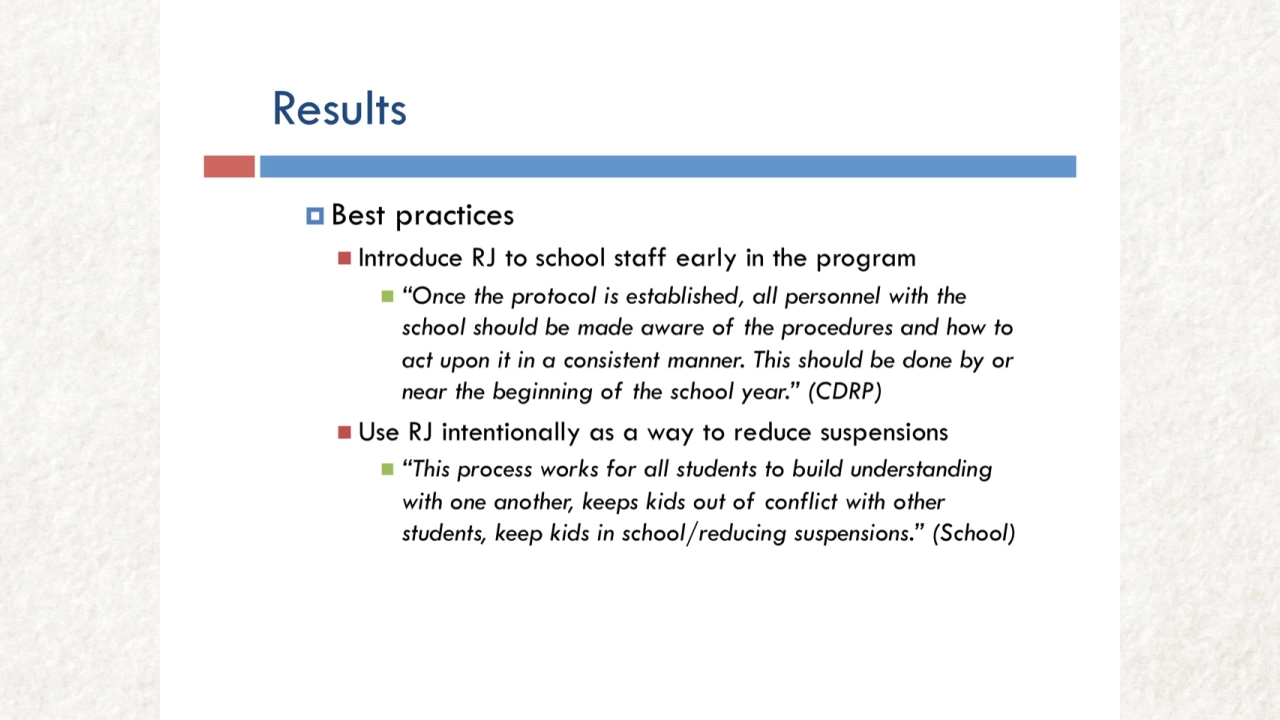 Results
Best practices
Introduce RJ to school staff early in the program
“Once the protocol is established, all personnel with the
school should be made aware of the procedures and how to
act upon it in a consistent manner. This should be done by or
near the beginning of the school year.” (CDRP)
Use RJ intentionally as a way to reduce suspensions
“This process works for all students to build understanding
with one another, keeps kids out of conflict with other
students, keep kids in school/reducing suspensions.” (School)